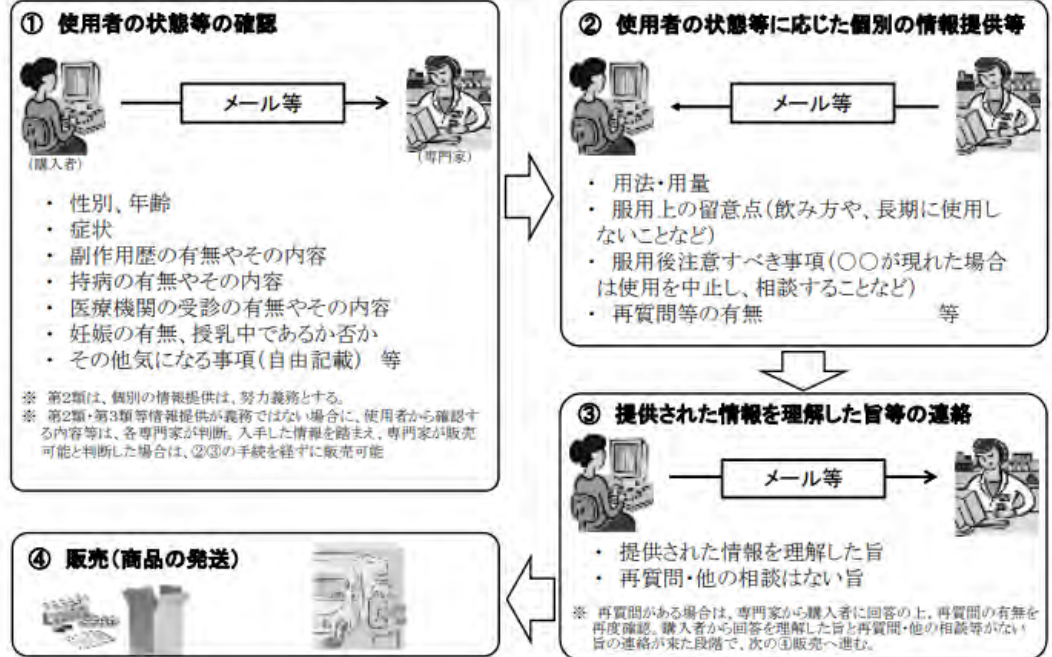 ① 使用者の状態等の確認
メール等
(購入者)
(専門家)
・ 性別、年齢
・ 症状
・ 副作用歴の有無やその内容
・ 持病の有無やその内容
・ 医療機関の受診の有無やその内容
・ 妊娠の有無、授乳中であるか否か
・ その他気になる事項(自由記載) 等
※ 第2類は、個別の情報提供は、努力義務とする。
※ 第2類・第3類等情報提供が義務ではない場合に、使用者から確認す
る内容等は、各専門家が判断。入手した情報を踏まえ、専門家が販売
可能と判断した場合は、②③の手続を経ずに販売可能
② 使用者の状態等に応じた個別の情報提供等
メール等
・ 用法・用量
・ 服用上の留意点(飲み方や、長期に使用し
ないことなど)
・ 服用後注意すべき事項(○○が現れた場合
は使用を中止し、相談することなど)
・ 再質問等の有無 等
③ 提供された情報を理解した旨等の連絡
メール等
・ 提供された情報を理解した旨
・ 再質問・他の相談はない旨
※ 再質問がある場合は、専門家から購入者に回答の上、再質問の有無を
再度確認。購入者から回答を理解した旨と再質問・他の相談等がない
旨の連絡が来た段階で、次の④販売へ進む。
④ 販売(商品の発送)